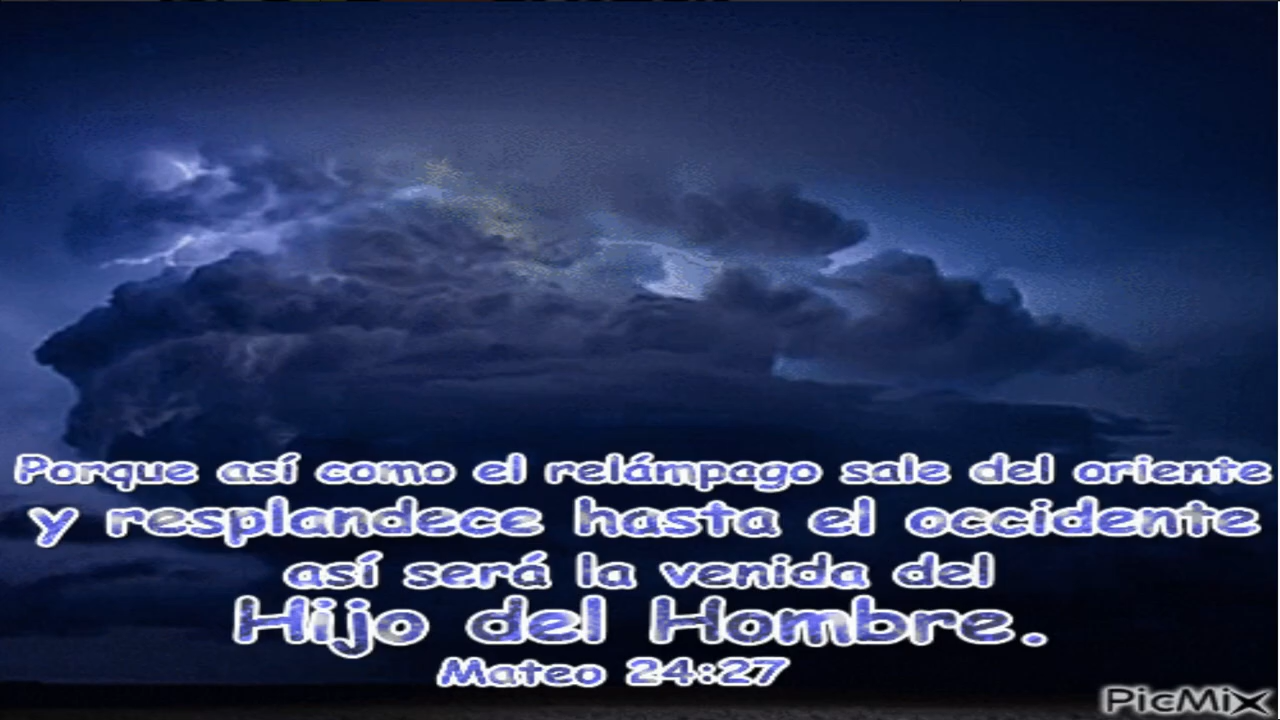 Porque así como el relámpago sale del oriente
y resplandece hasta el occidente
así será la venida del
Hijo del Hombre.
Mateo 24:27
PicMix